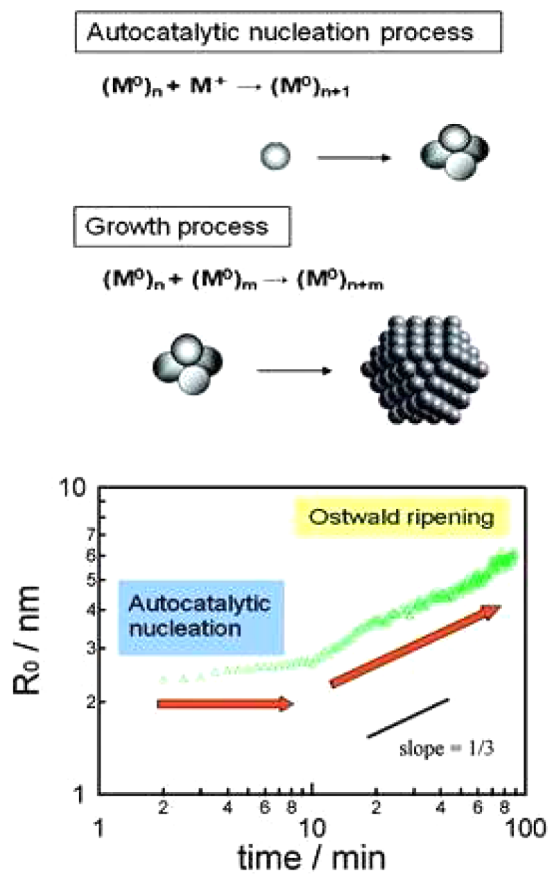 Autocatalytic nucleation process
(M⁰)ₙ + M⁺ → (M⁰)ₙ₊₁
Growth process
(M⁰)ₙ + (M⁰)ₘ → (M⁰)ₙ₊ₘ
10
Ostwald ripening
7
6
5
Autocatalytic
nucleation
4
3
2
R₀ / nm
slope = 1/3
1
1 2 4 6 8 10 2 4 6 8 100
time / min